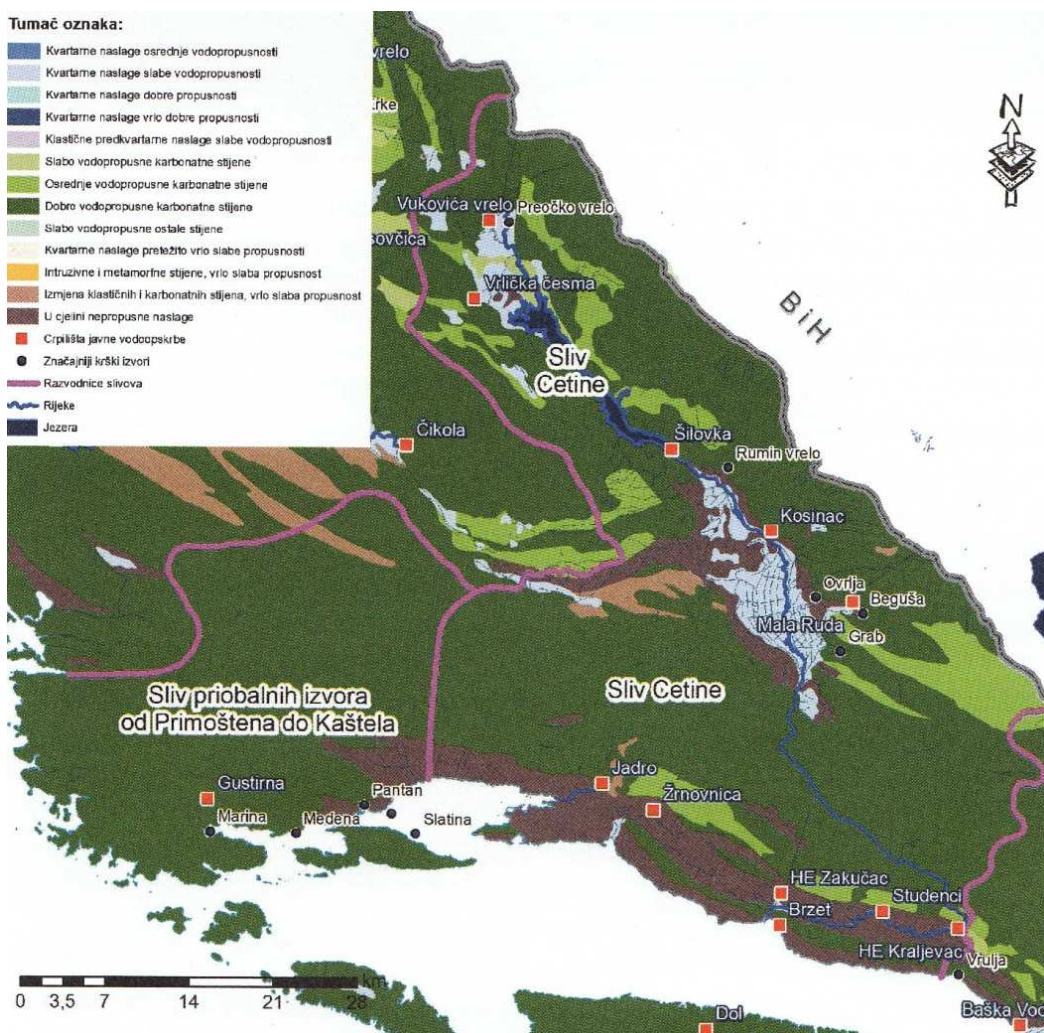 Tumač oznaka:
Kvartarne naslage osrednje vodopropusnosti
Kvartarne naslage slabe vodopropusnosti
Kvartarne naslage dobre propusnosti
Kvartarne naslage vrlo dobre propusnosti
Klastične predkvartarne naslage slabe vodopropusnosti
Slabo vodopropusne karbonatne stijene
Osrednje vodopropusne karbonatne stijene
Dobro vodopropusne karbonatne stijene
Slabo vodopropusne ostale stijene
Kvartarne naslage pretežito vrlo slabe propusnosti
Intruzivne i metamorfne stijene, vrlo slaba propusnost
Izmjena klastičnih i karbonatnih stijena, vrlo slaba propusnost
U cjelini nepropusne naslage
Crpilišta javne vodoopskrbe
Značajniji krški izvori
Razvodnice slivova
Rijeke
Jezera
vrelo
rke
N
Vukovića vrelo
Preočko vrelo
sovčica
Vrlička česma
BiH
Sliv
Cetine
Čikola
Šilovka
Rumin vrelo
Kosinac
Ovrlja
Beguša
Mala Ruda
Grab
Sliv priobalnih izvora
od Primoštena do Kaštela
Sliv Cetine
Gustirna
Pantan
Jadro
Žrnovnica
Marina
Medena
Slatina
HE Zakučac
Studenci
Brzet
HE Kraljevac
Vrulja
km
0 3,5 7 14 21 28
Dol
Baška Vod